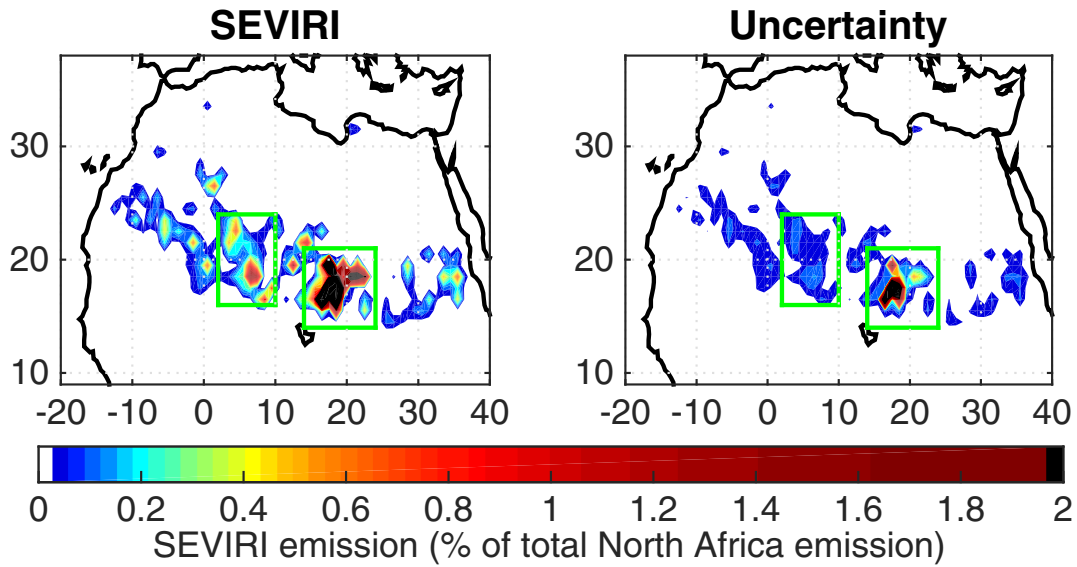 SEVIRI Uncertainty
30 30
20 20
10 10
-20 -10 0 10 20 30 40 -20 -10 0 10 20 30 40
0 0.2 0.4 0.6 0.8 1 1.2 1.4 1.6 1.8 2
SEVIRI emission (% of total North Africa emission)